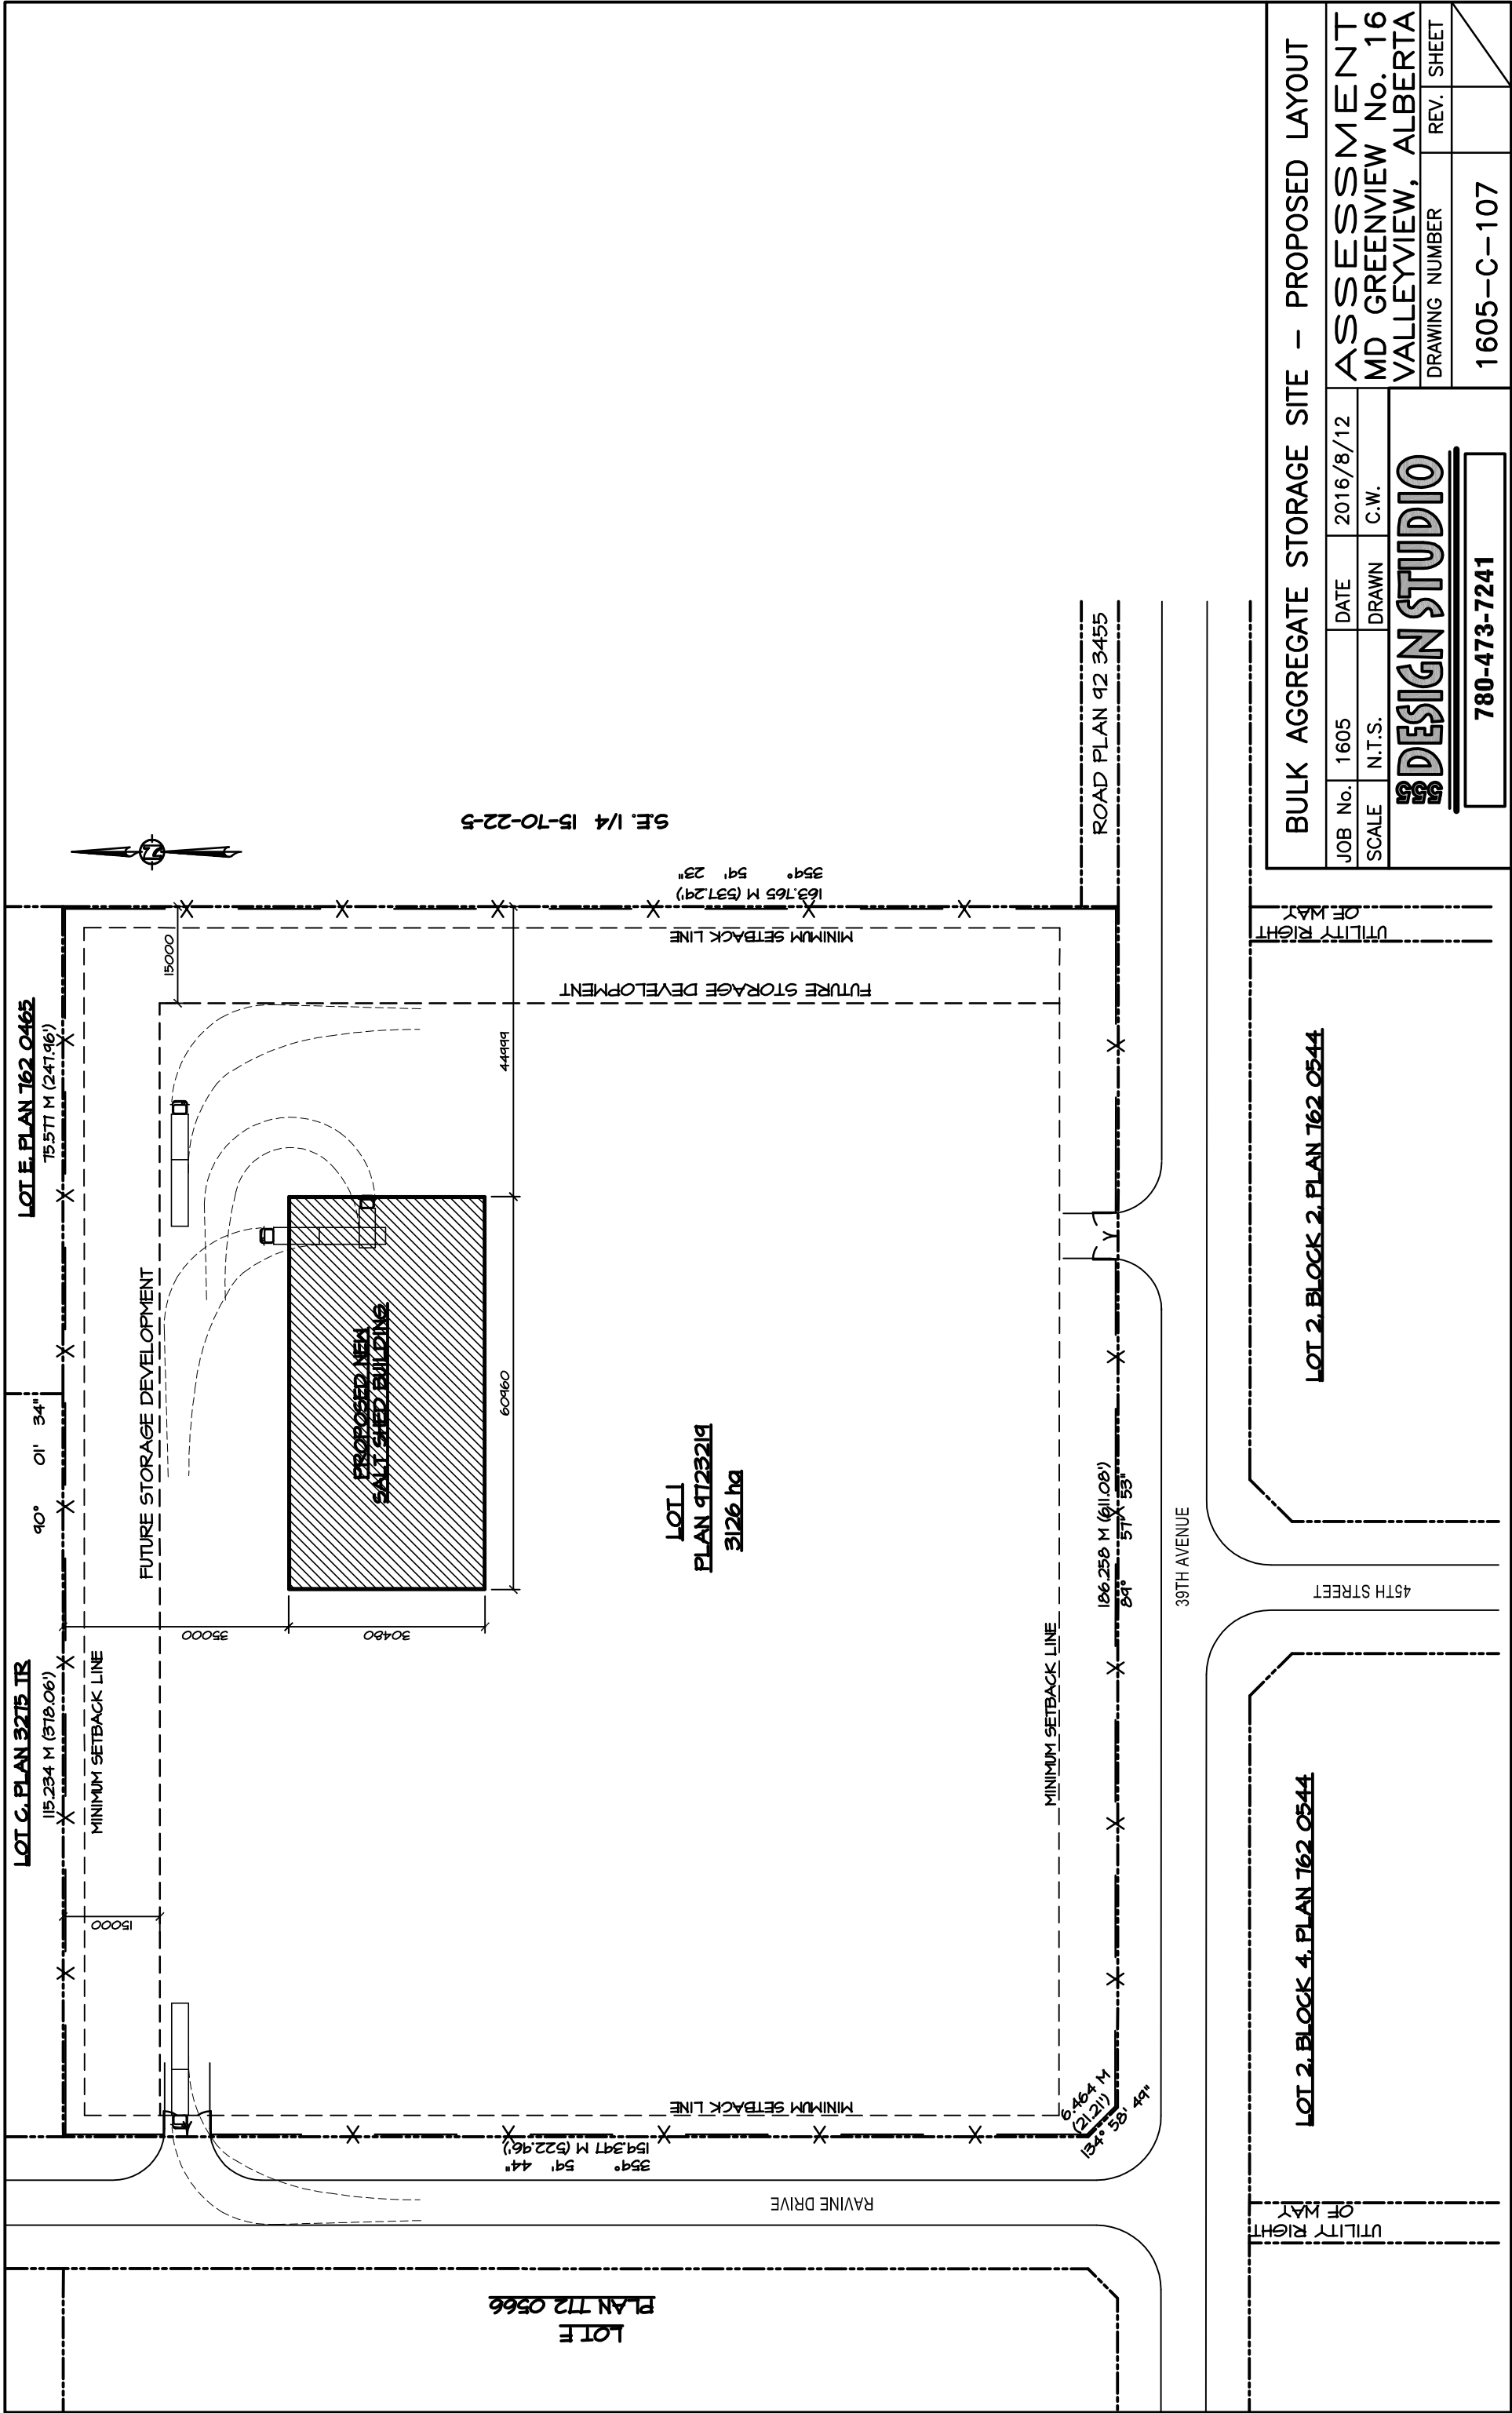 LOT C, PLAN 3275 TR
115.234 M (378.06')
90° 01' 34"
LOT E, PLAN 762 0465
75.577 M (247.96')
MINIMUM SETBACK LINE
FUTURE STORAGE DEVELOPMENT
15000
15000
35000
30480
PROPOSED NEW
SALT SHED BUILDING
60960
44999
MINIMUM SETBACK LINE
FUTURE STORAGE DEVELOPMENT
163.765 M (537.29')
359° 54' 23"
S.E. 1/4 15-70-22-5
LOT F
PLAN 772 0566
RAVINE DRIVE
159.397 M (522.96')
359° 54' 44"
MINIMUM SETBACK LINE
LOT 1
PLAN 9723219
3.126 ha
6.464 M
(21.21')
134° 58' 49"
MINIMUM SETBACK LINE
186.258 M (611.08')
89° 57' 53"
39TH AVENUE
ROAD PLAN 92 3455
UTILITY RIGHT
OF WAY
LOT 2, BLOCK 4, PLAN 762 0544
45TH STREET
LOT 2, BLOCK 2, PLAN 762 0544
UTILITY RIGHT
OF WAY
BULK AGGREGATE STORAGE SITE - PROPOSED LAYOUT
JOB No. 1605 DATE 2016/8/12
SCALE N.T.S. DRAWN C.W.
ASSESSMENT
MD GREENVIEW No. 16
VALLEYVIEW, ALBERTA
DESIGN STUDIO
780-473-7241
DRAWING NUMBER REV. SHEET
1605-C-107